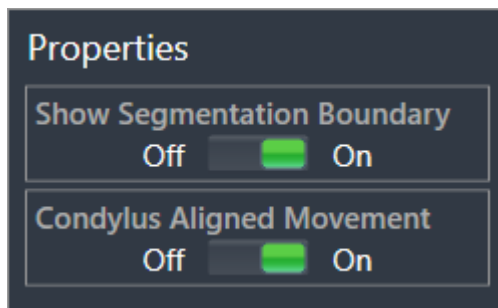 Properties
Show Segmentation Boundary
Off On
Condylus Aligned Movement
Off On